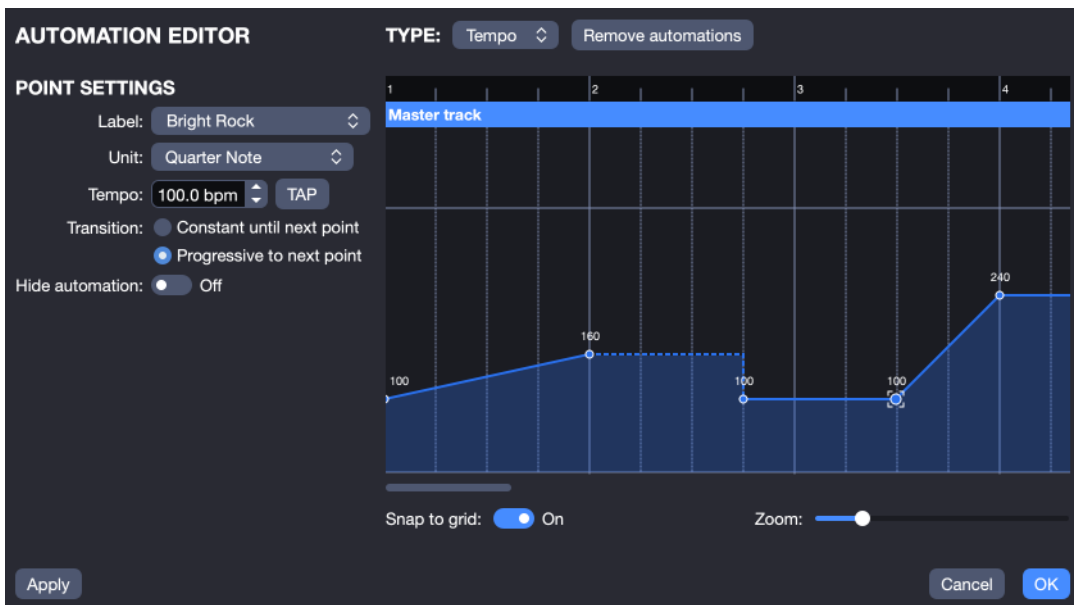 AUTOMATION EDITOR
TYPE: Tempo Remove automations
POINT SETTINGS
Label: Bright Rock
Unit: Quarter Note
Tempo: 100.0 bpm TAP
Transition: Constant until next point
Progressive to next point
Hide automation: Off
1 2 3 4
Master track
240
160
100 100 100
Snap to grid: On Zoom:
Apply Cancel OK